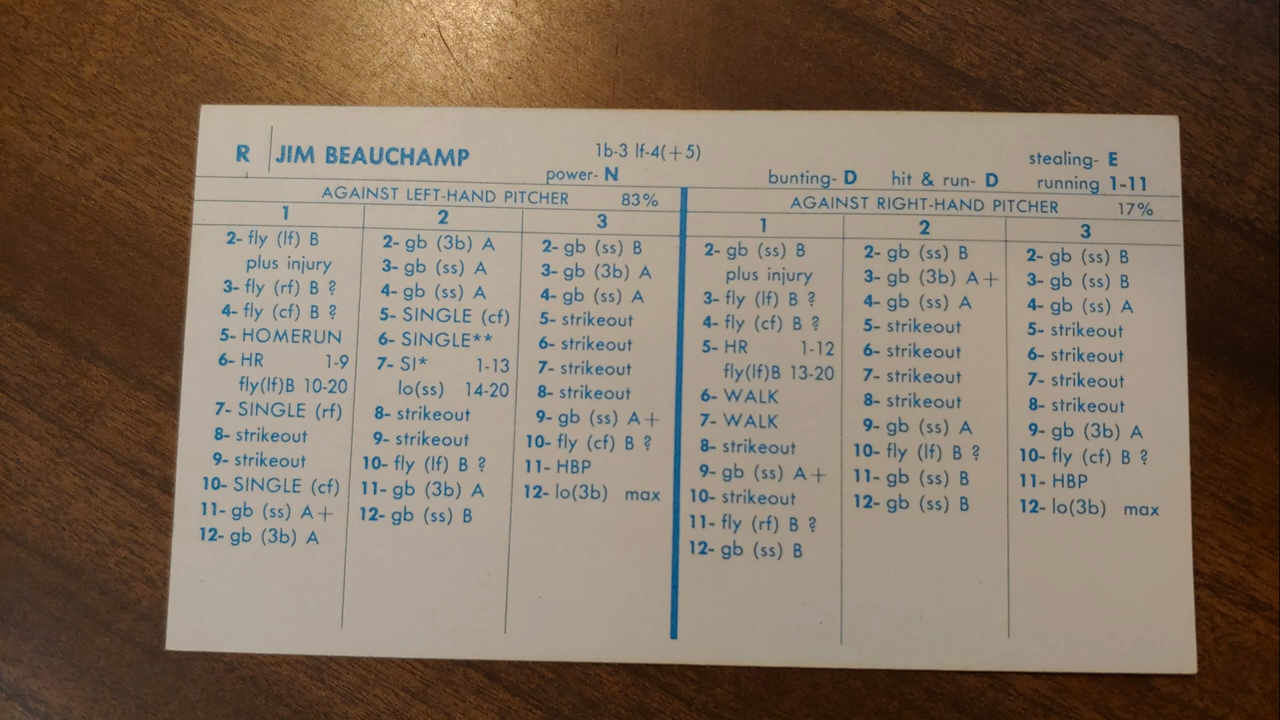 R JIM BEAUCHAMP 1b-3 lf-4(+5) stealing- E
power- N bunting- D hit & run- D running 1-11
AGAINST LEFT-HAND PITCHER 83%
1
2- fly (lf) B
plus injury
3- fly (rf) B ?
4- fly (cf) B ?
5- HOMERUN
6- HR 1-9
fly(lf)B 10-20
7- SINGLE (rf)
8- strikeout
9- strikeout
10- SINGLE (cf)
11- gb (ss) A+
12- gb (3b) A
2
2- gb (3b) A
3- gb (ss) A
4- gb (ss) A
5- SINGLE (cf)
6- SINGLE**
7- SI* 1-13
lo(ss) 14-20
8- strikeout
9- strikeout
10- fly (lf) B ?
11- gb (3b) A
12- gb (ss) B
3
2- gb (ss) B
3- gb (3b) A
4- gb (ss) A
5- strikeout
6- strikeout
7- strikeout
8- strikeout
9- gb (ss) A+
10- fly (cf) B ?
11- HBP
12- lo(3b) max
AGAINST RIGHT-HAND PITCHER 17%
1
2- gb (ss) B
plus injury
3- fly (lf) B ?
4- fly (cf) B ?
5- HR 1-12
fly(lf)B 13-20
6- WALK
7- WALK
8- strikeout
9- gb (ss) A+
10- strikeout
11- fly (rf) B ?
12- gb (ss) B
2
2- gb (ss) B
3- gb (3b) A+
4- gb (ss) A
5- strikeout
6- strikeout
7- strikeout
8- strikeout
9- gb (ss) A
10- fly (lf) B ?
11- gb (ss) B
12- gb (ss) B
3
2- gb (ss) B
3- gb (ss) B
4- gb (ss) A
5- strikeout
6- strikeout
7- strikeout
8- strikeout
9- gb (3b) A
10- fly (cf) B ?
11- HBP
12- lo(3b) max